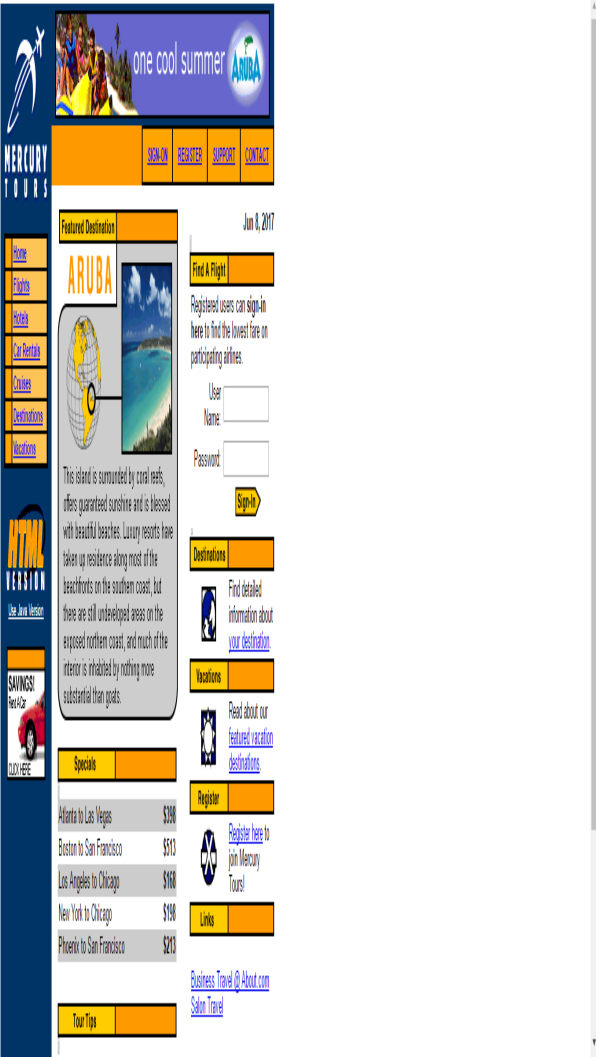 one cool summer
ARUBA
MERCURY
TOURS
SIGN-ON
REGISTER
SUPPORT
CONTACT
Home
Flights
Hotels
Car Rentals
Cruises
Destinations
Vacations
HTML
VERSION
Use Java Version
SAVINGS!
Rent A Car
CLICK HERE
Featured Destination
ARUBA
This island is surrounded by coral reefs,
offers guaranteed sunshine and is blessed
with beautiful beaches. Luxury resorts have
taken up residence along most of the
beachfronts on the southern coast, but
there are still undeveloped areas on the
exposed northern coast, and much of the
interior is inhabited by nothing more
substantial than goats.
Specials
Atlanta to Las Vegas $398
Boston to San Francisco $513
Los Angeles to Chicago $168
New York to Chicago $198
Phoenix to San Francisco $213
Tour Tips
Jun 8, 2017
Find A Flight
Registered users can sign-in
here to find the lowest fare on
participating airlines.
User
Name:
Password:
Sign-In
Destinations
Find detailed
information about
your destination.
Vacations
Read about our
featured vacation
destinations.
Register
Register here to
join Mercury
Tours!
Links
Business Travel @ About.com
Salon Travel